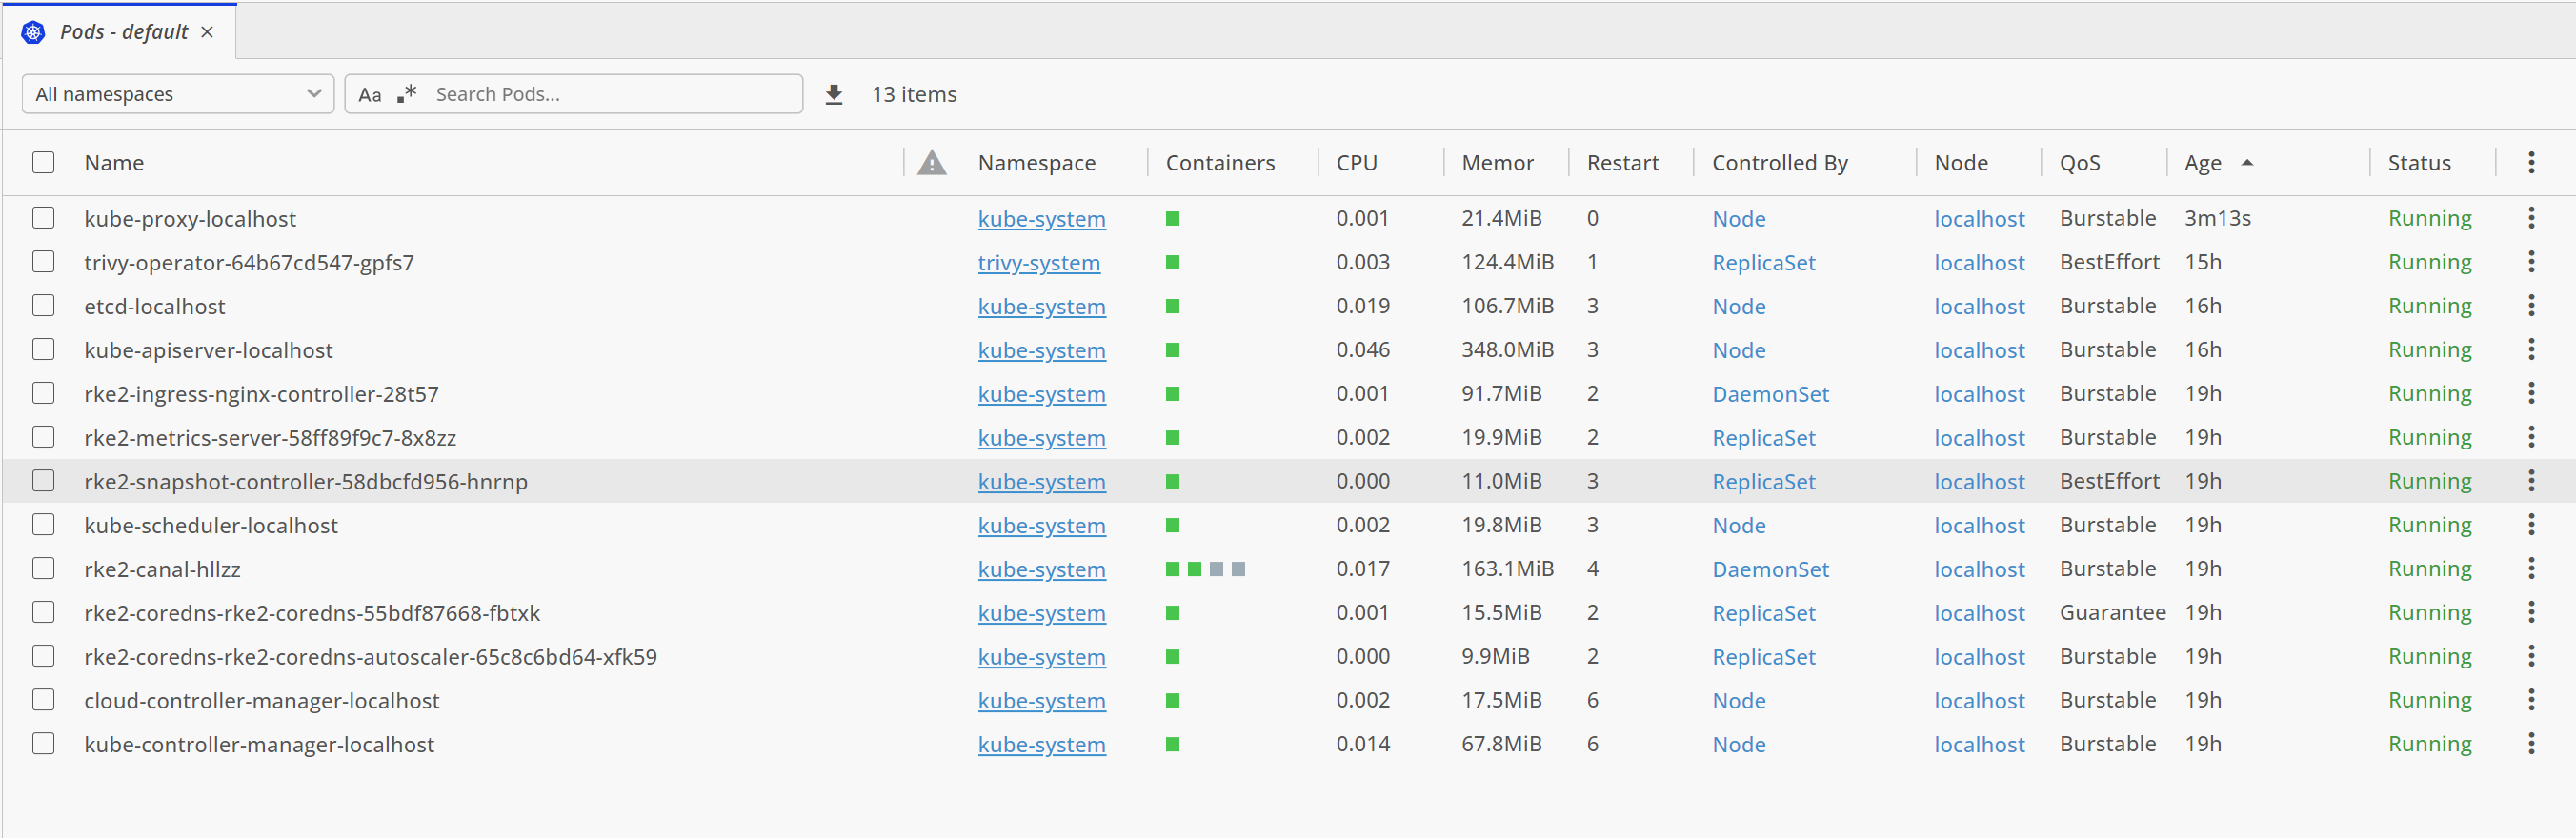 Pods - default
All namespaces Aa .* Search Pods... 13 items
Name Namespace Containers CPU Memor Restart Controlled By Node QoS Age Status
kube-proxy-localhost kube-system 0.001 21.4MiB 0 Node localhost Burstable 3m13s Running
trivy-operator-64b67cd547-gpfs7 trivy-system 0.003 124.4MiB 1 ReplicaSet localhost BestEffort 15h Running
etcd-localhost kube-system 0.019 106.7MiB 3 Node localhost Burstable 16h Running
kube-apiserver-localhost kube-system 0.046 348.0MiB 3 Node localhost Burstable 16h Running
rke2-ingress-nginx-controller-28t57 kube-system 0.001 91.7MiB 2 DaemonSet localhost Burstable 19h Running
rke2-metrics-server-58ff89f9c7-8x8zz kube-system 0.002 19.9MiB 2 ReplicaSet localhost Burstable 19h Running
rke2-snapshot-controller-58dbcfd956-hnrnp kube-system 0.000 11.0MiB 3 ReplicaSet localhost BestEffort 19h Running
kube-scheduler-localhost kube-system 0.002 19.8MiB 3 Node localhost Burstable 19h Running
rke2-canal-hllzz kube-system 0.017 163.1MiB 4 DaemonSet localhost Burstable 19h Running
rke2-coredns-rke2-coredns-55bdf87668-fbtxk kube-system 0.001 15.5MiB 2 ReplicaSet localhost Guarantee 19h Running
rke2-coredns-rke2-coredns-autoscaler-65c8c6bd64-xfk59 kube-system 0.000 9.9MiB 2 ReplicaSet localhost Burstable 19h Running
cloud-controller-manager-localhost kube-system 0.002 17.5MiB 6 Node localhost Burstable 19h Running
kube-controller-manager-localhost kube-system 0.014 67.8MiB 6 Node localhost Burstable 19h Running